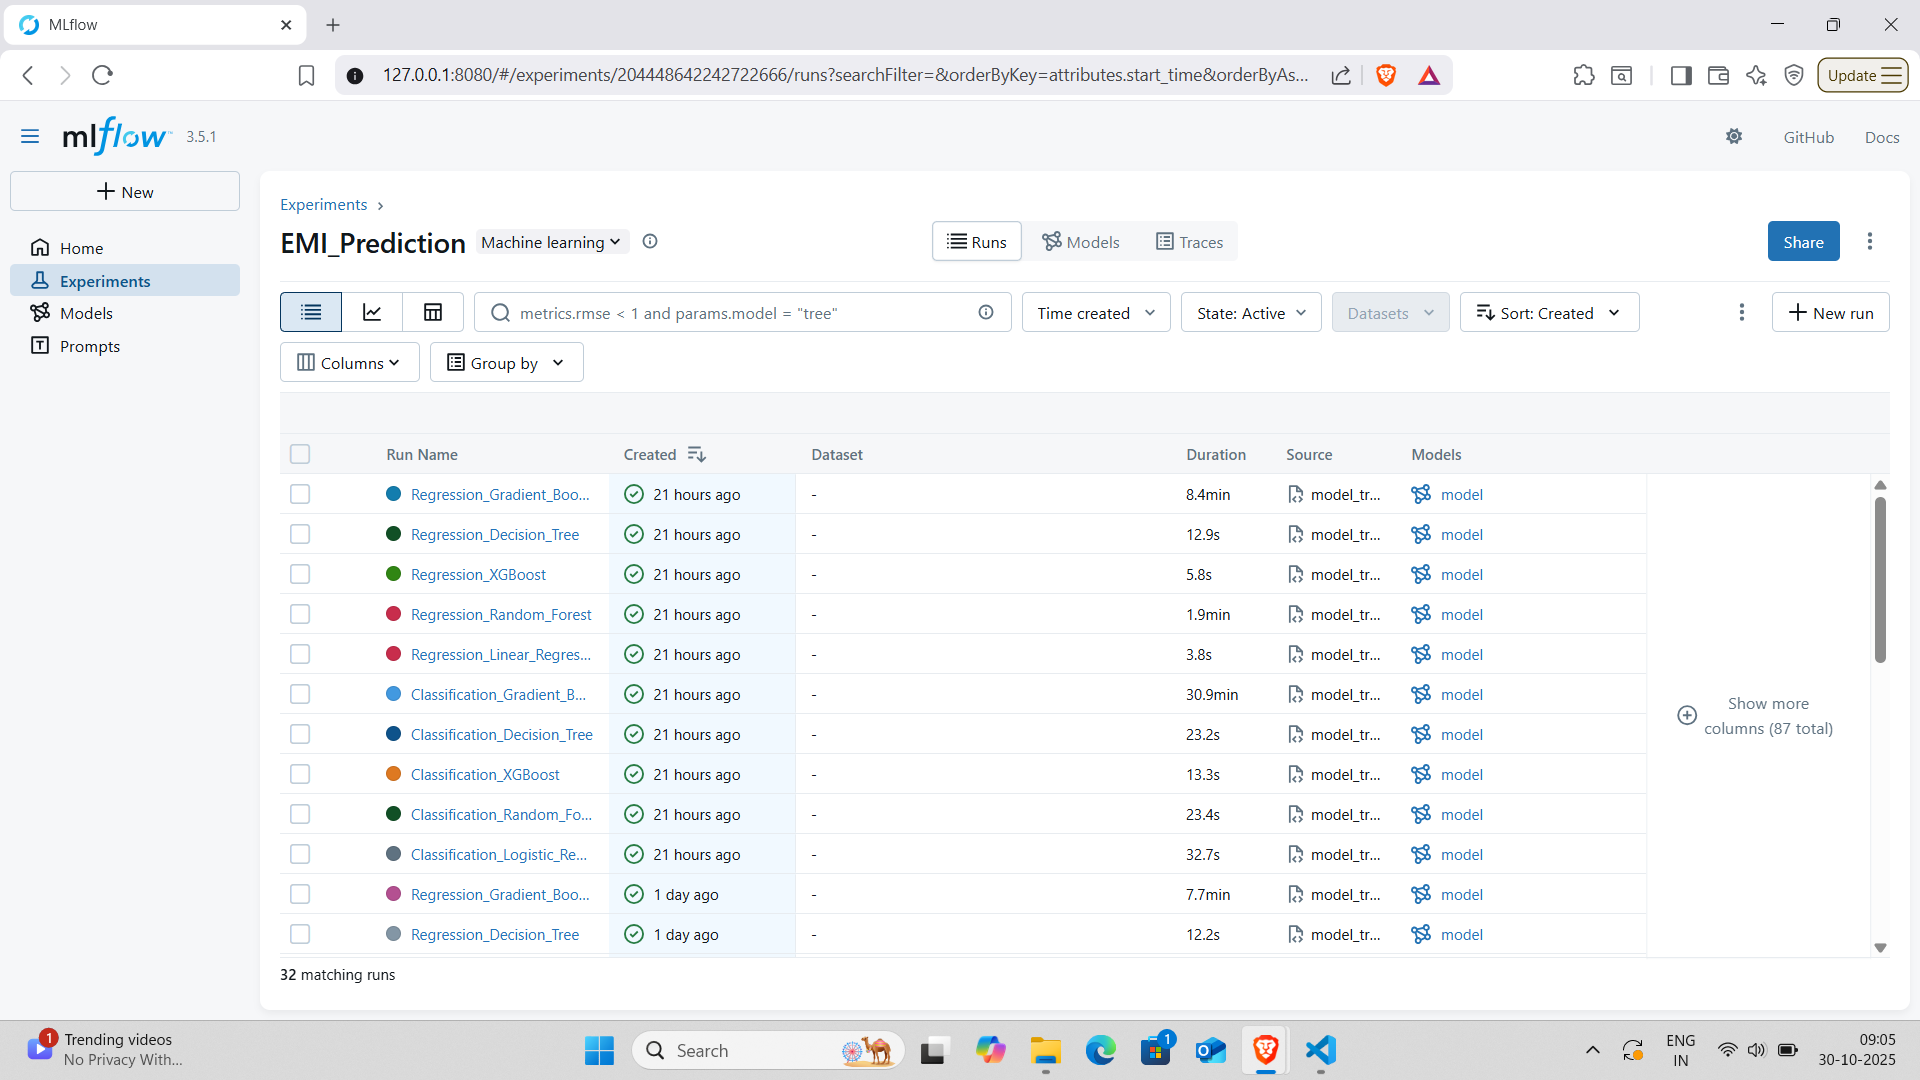 MLflow
127.0.0.1:8080/#/experiments/204448642242722666/runs?searchFilter=&orderByKey=attributes.start_time&orderByAs...
Update
mlflow™ 3.5.1
GitHub Docs
New
Home
Experiments
Models
Prompts
Experiments
EMI_Prediction Machine learning
Runs Models Traces
Share
metrics.rmse < 1 and params.model = "tree"
Time created State: Active Datasets Sort: Created
New run
Columns Group by
Run Name Created Dataset Duration Source Models
Regression_Gradient_Boo... 21 hours ago - 8.4min model_tr... model
Regression_Decision_Tree 21 hours ago - 12.9s model_tr... model
Regression_XGBoost 21 hours ago - 5.8s model_tr... model
Regression_Random_Forest 21 hours ago - 1.9min model_tr... model
Regression_Linear_Regres... 21 hours ago - 3.8s model_tr... model
Classification_Gradient_B... 21 hours ago - 30.9min model_tr... model
Classification_Decision_Tree 21 hours ago - 23.2s model_tr... model
Classification_XGBoost 21 hours ago - 13.3s model_tr... model
Classification_Random_Fo... 21 hours ago - 23.4s model_tr... model
Classification_Logistic_Re... 21 hours ago - 32.7s model_tr... model
Regression_Gradient_Boo... 1 day ago - 7.7min model_tr... model
Regression_Decision_Tree 1 day ago - 12.2s model_tr... model
Show more
columns (87 total)
32 matching runs
1
Trending videos
No Privacy With...
Search
1
ENG
IN
09:05
30-10-2025